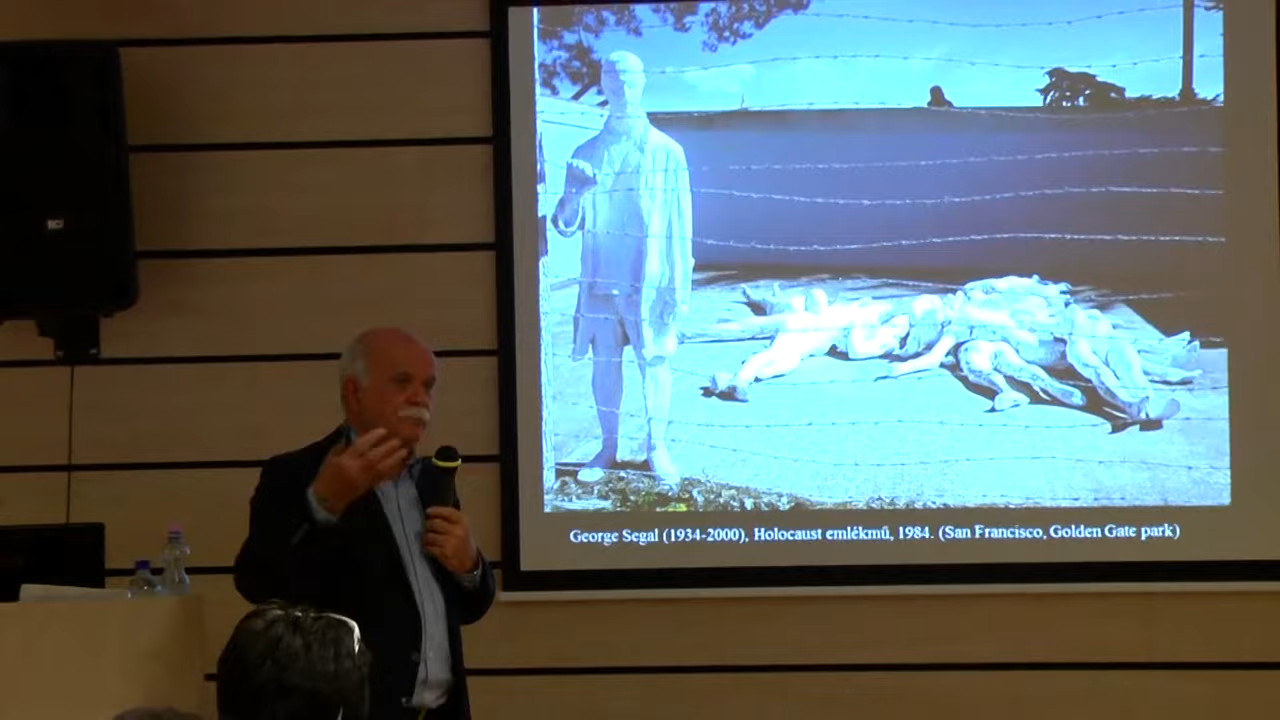 George Segal (1934-2000), Holocaust emlékmű, 1984. (San Francisco, Golden Gate park)